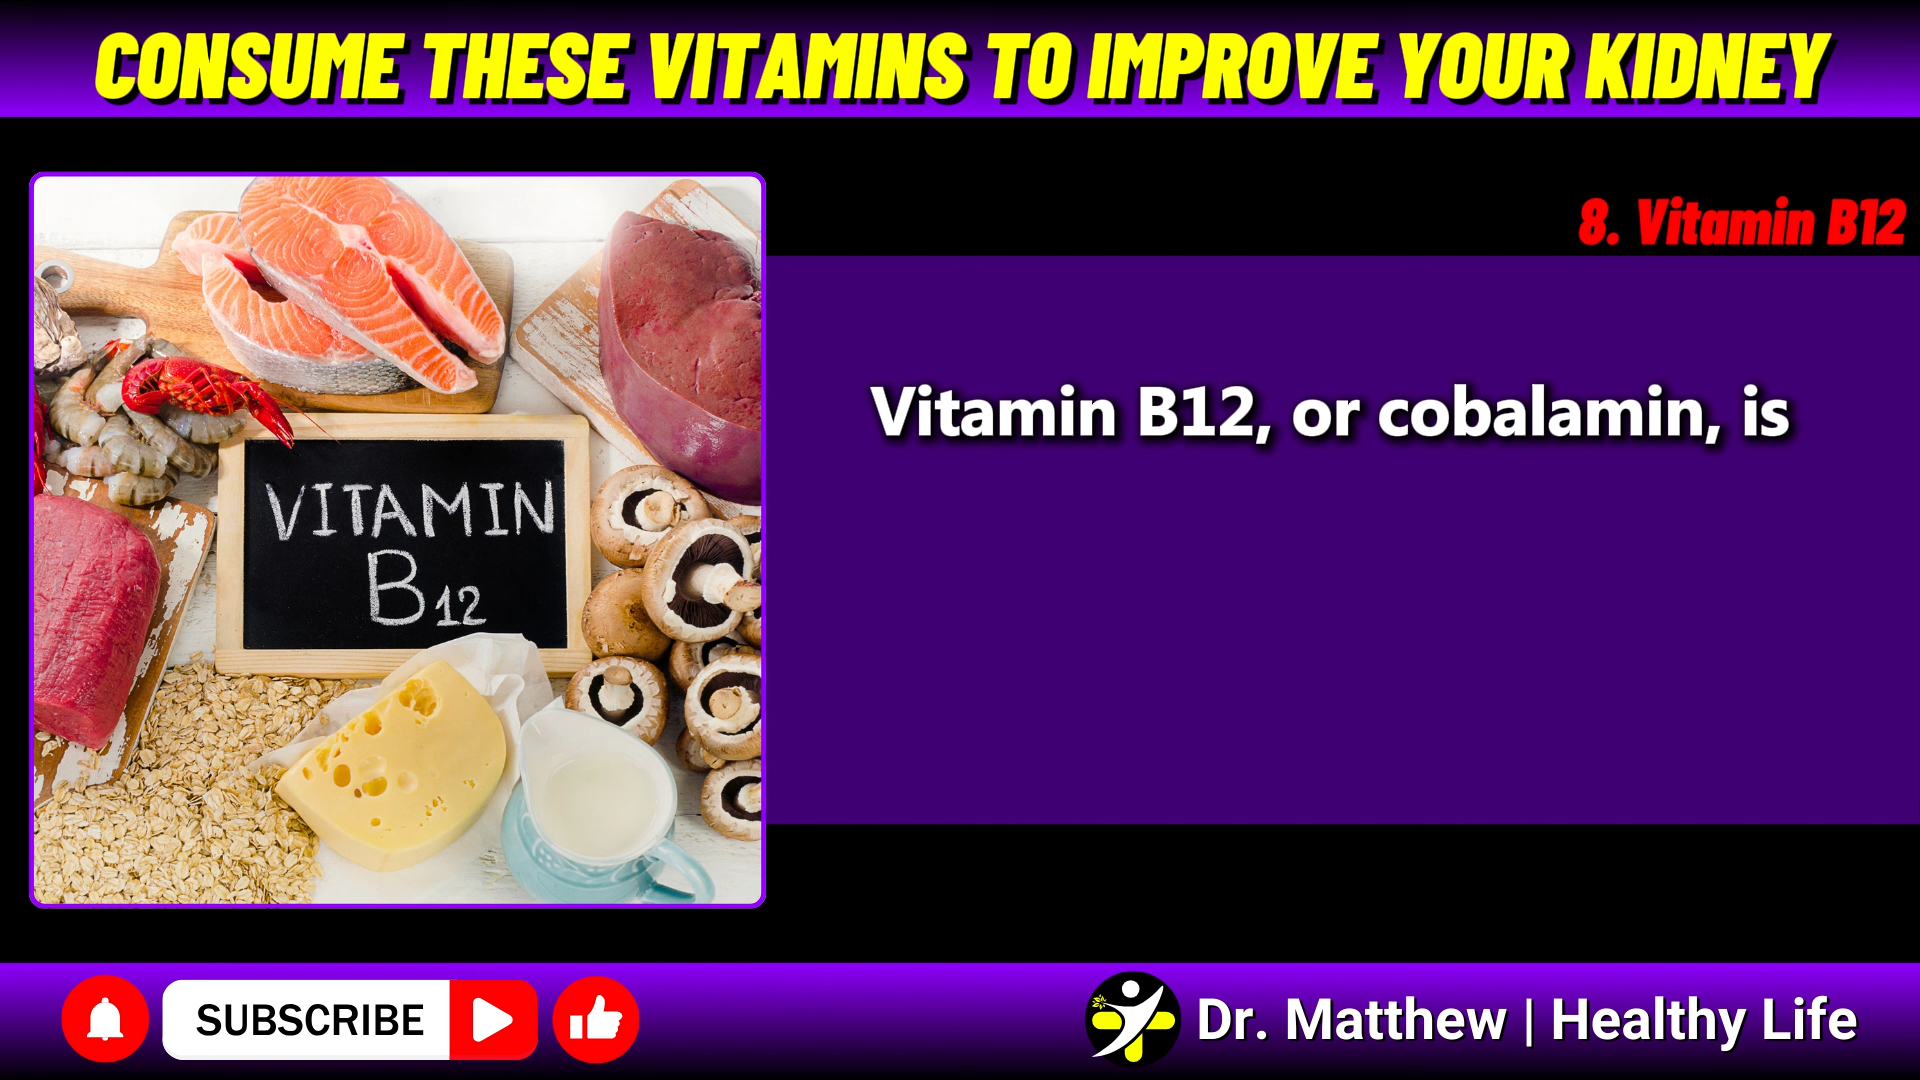 CONSUME THESE VITAMINS TO IMPROVE YOUR KIDNEY
8. Vitamin B12
Vitamin B12, or cobalamin, is
VITAMIN
B12
SUBSCRIBE
Dr. Matthew | Healthy Life